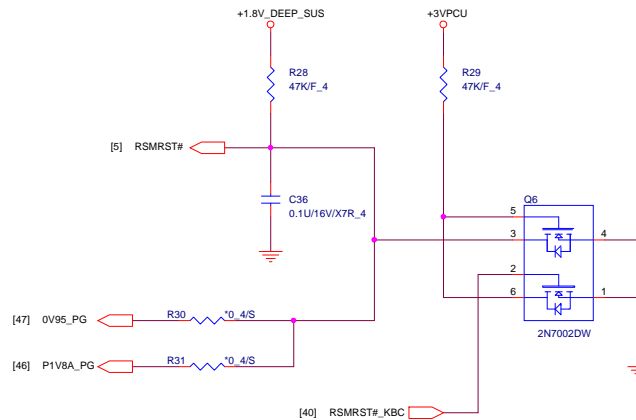 +1.8V_DEEP_SUS
+3VPCU
R28
47K/F_4
R29
47K/F_4
[5] RSMRST#
C36
0.1U/16V/X7R_4
Q6
5
3
4
2
6
1
2N7002DW
[47] 0V95_PG
R30
*0_4/S
[46] P1V8A_PG
R31
*0_4/S
[40] RSMRST#_KBC